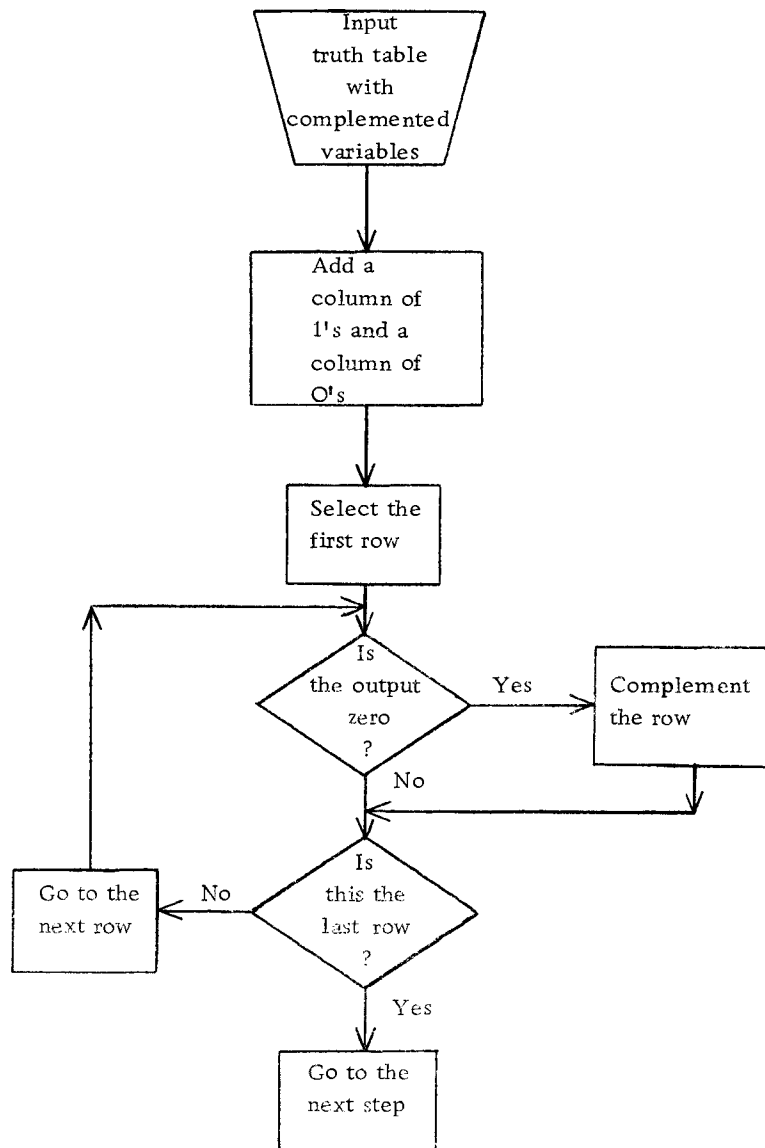 Input
truth table
with
complemented
variables
Add a
column of
1's and a
column of
O's
Select the
first row
Is
the output
zero
?
Yes
Complement
the row
No
Is
this the
last row
?
No
Go to the
next row
Yes
Go to the
next step